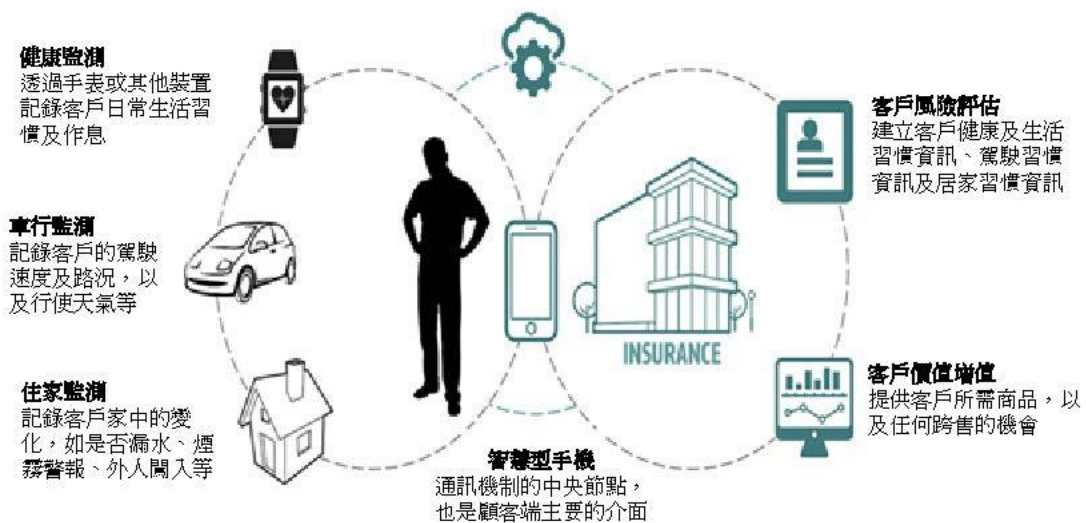 健康監測
透過手表或其他裝置
記錄客戶日常生活習
慣及作息
車行監測
記錄客戶的駕駛
速度及路況，以
及行使天氣等
住家監測
記錄客戶家中的變
化，如是否漏水、煙
霧警報、外人闖入等
智慧型手機
通訊機制的中央節點，
也是顧客端主要的介面
INSURANCE
客戶風險評估
建立客戶健康及生活
習慣資訊、駕駛習慣
資訊及居家習慣資訊
客戶價值增值
提供客戶所需商品，以
及任何跨售的機會